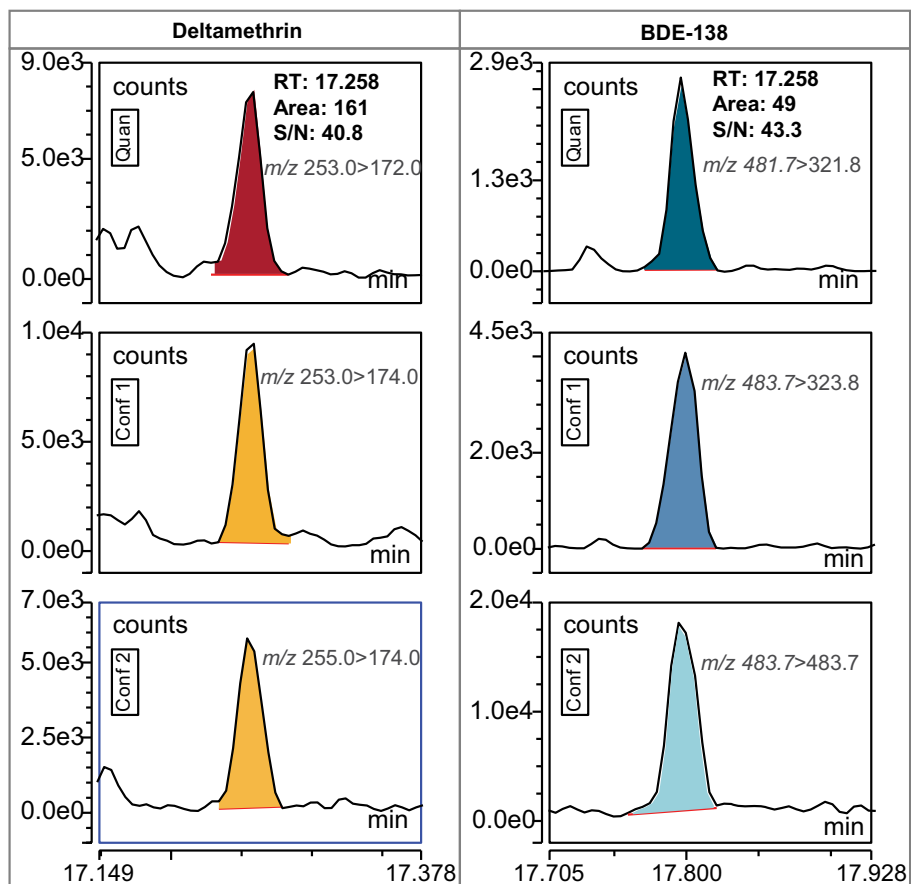 Deltamethrin
BDE-138
9.0e3
5.0e3
0.0e0
counts
Quan
RT: 17.258
Area: 161
S/N: 40.8
m/z 253.0>172.0
min
2.9e3
1.3e3
0.0e0
counts
Quan
RT: 17.258
Area: 49
S/N: 43.3
m/z 481.7>321.8
min
1.0e4
5.0e3
0.0e0
counts
Conf 1
m/z 253.0>174.0
min
4.5e3
2.0e3
0.0e0
counts
Conf 1
m/z 483.7>323.8
min
7.0e3
5.0e3
2.5e3
0.0e0
counts
Conf 2
m/z 255.0>174.0
min
2.0e4
1.0e4
0.0e0
counts
Conf 2
m/z 483.7>483.7
min
17.149
17.378
17.705
17.800
17.928